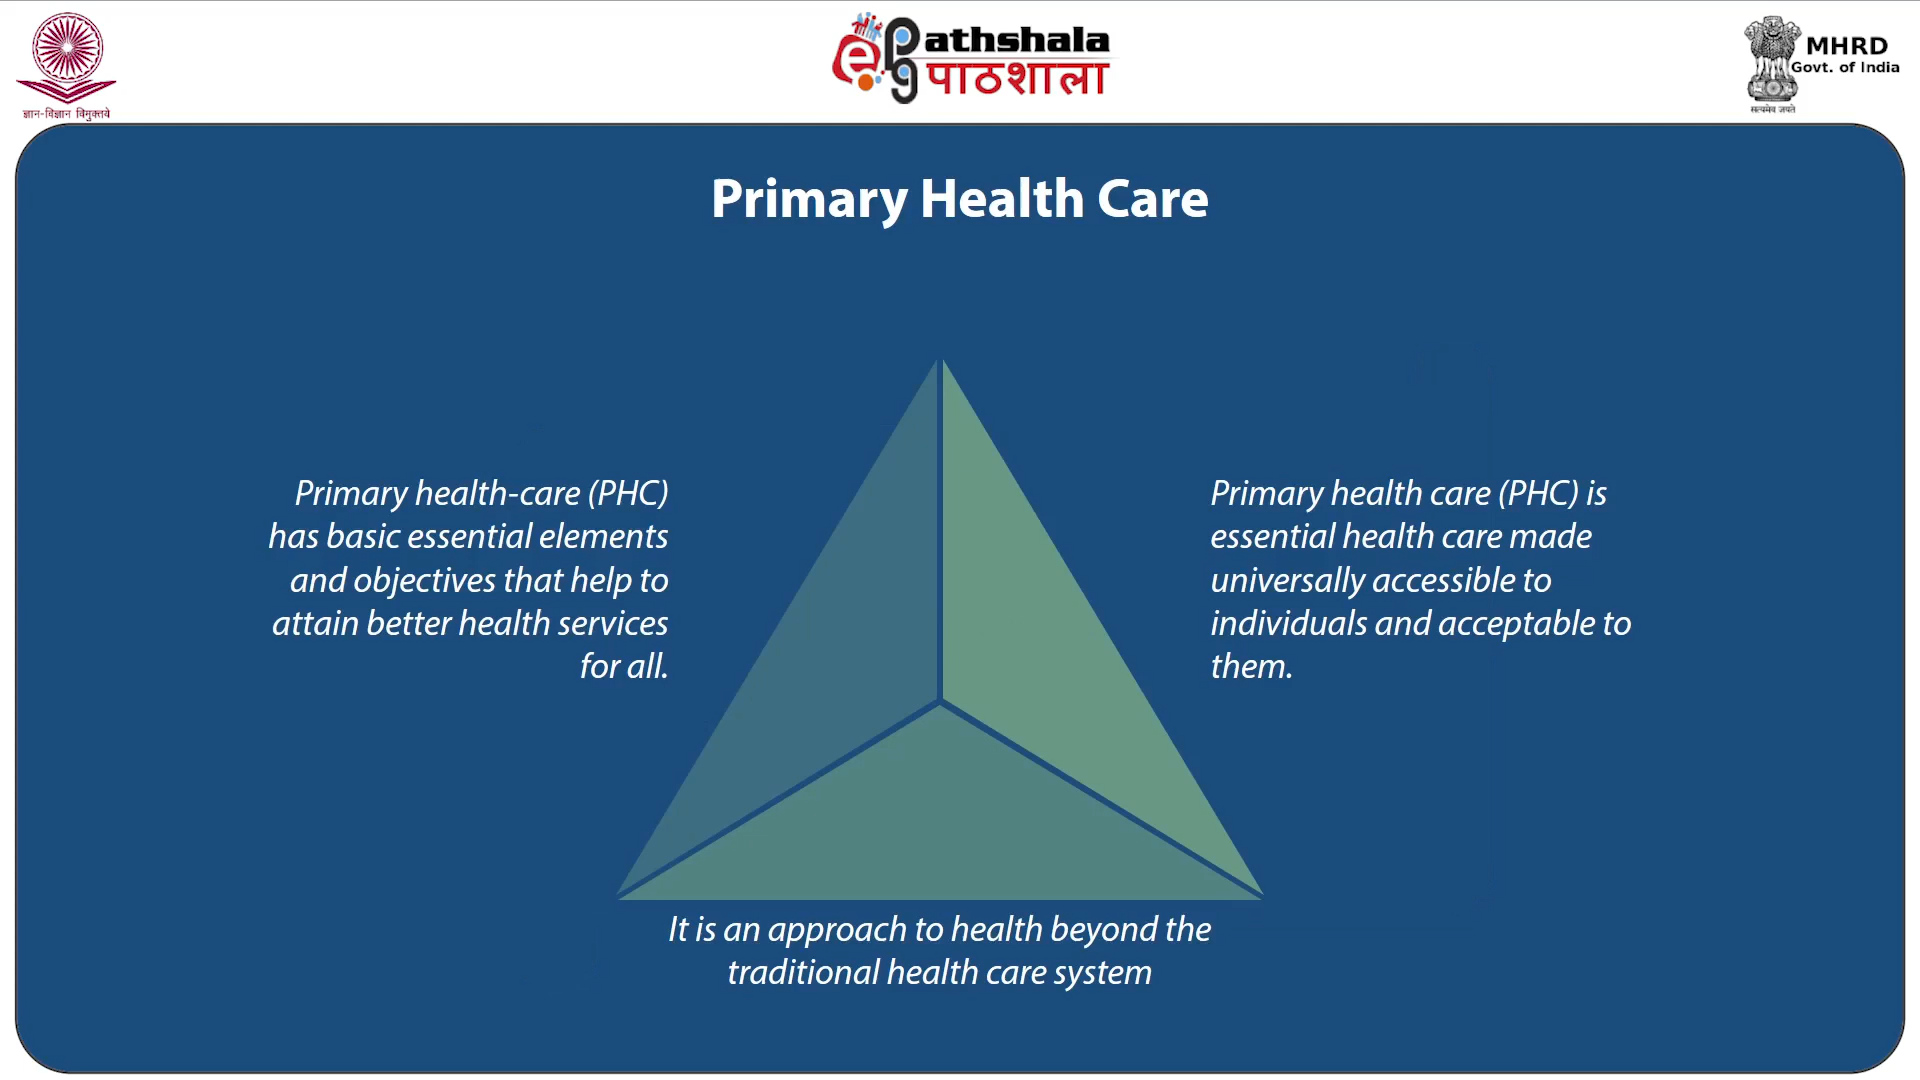 ज्ञान-विज्ञान विमुक्तये
ePg Pathshala
पाठशाला
MHRD
Govt. of India
सत्यमेव जयते
Primary Health Care
Primary health-care (PHC)
has basic essential elements
and objectives that help to
attain better health services
for all.
Primary health care (PHC) is
essential health care made
universally accessible to
individuals and acceptable to
them.
It is an approach to health beyond the
traditional health care system